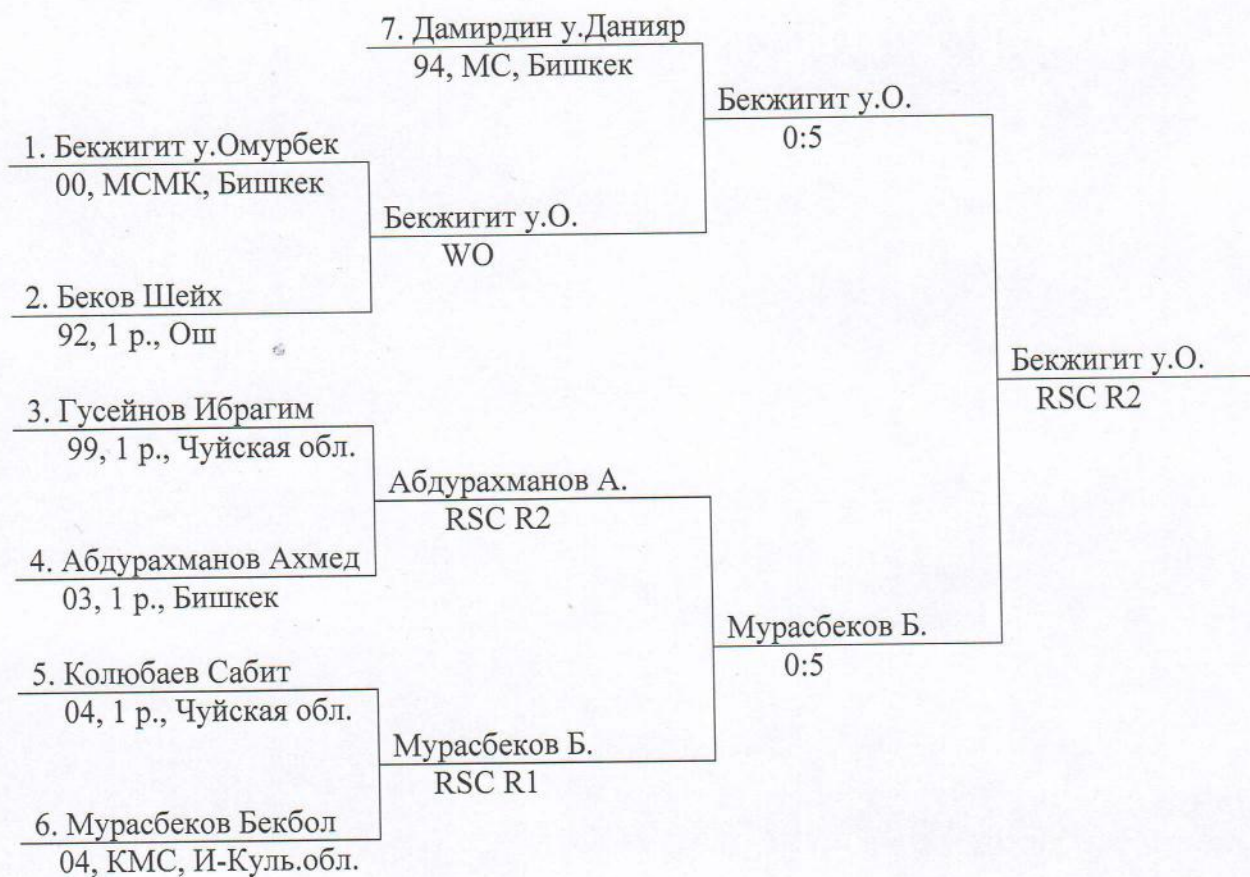 7. Дамирдин у.Данияр
94, МС, Бишкек
Бекжигит у.О.
0:5
1. Бекжигит у.Омурбек
00, МСМК, Бишкек
Бекжигит у.О.
WO
2. Беков Шейх
92, 1 р., Ош
Бекжигит у.О.
RSC R2
3. Гусейнов Ибрагим
99, 1 р., Чуйская обл.
Абдурахманов А.
RSC R2
4. Абдурахманов Ахмед
03, 1 р., Бишкек
Мурасбеков Б.
0:5
5. Колюбаев Сабит
04, 1 р., Чуйская обл.
Мурасбеков Б.
RSC R1
6. Мурасбеков Бекбол
04, КМС, И-Куль.обл.